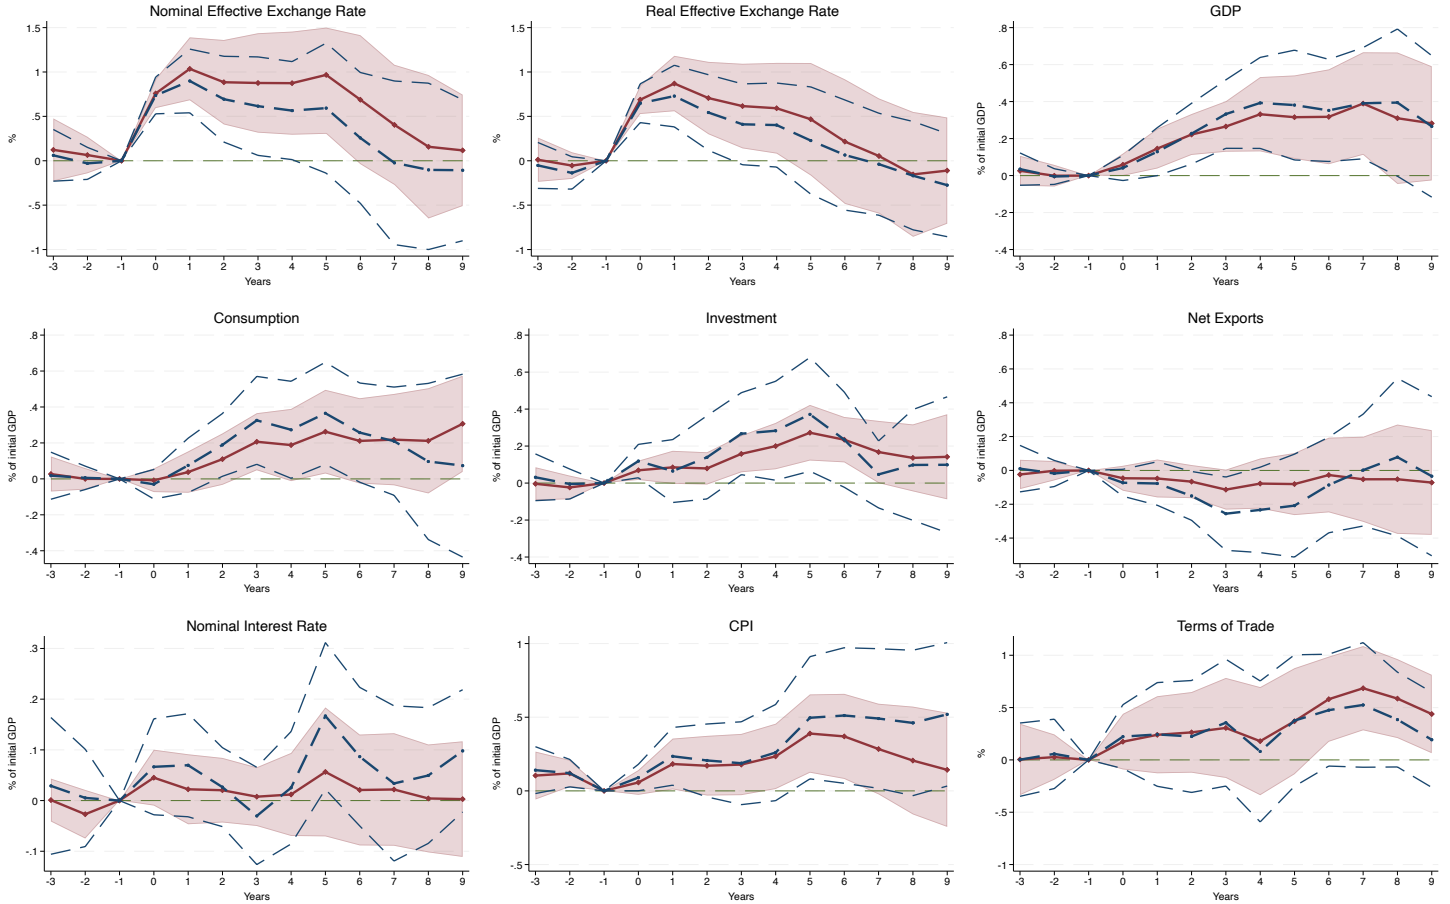 Nominal Effective Exchange Rate
1.5
1
.5
0
-.5
-1
%
-3 -2 -1 0 1 2 3 4 5 6 7 8 9
Years
Real Effective Exchange Rate
1.5
1
.5
0
-.5
-1
%
-3 -2 -1 0 1 2 3 4 5 6 7 8 9
Years
GDP
.8
.6
.4
.2
0
-.2
-.4
% of initial GDP
-3 -2 -1 0 1 2 3 4 5 6 7 8 9
Years
Consumption
.8
.6
.4
.2
0
-.2
-.4
% of initial GDP
-3 -2 -1 0 1 2 3 4 5 6 7 8 9
Years
Investment
.8
.6
.4
.2
0
-.2
-.4
% of initial GDP
-3 -2 -1 0 1 2 3 4 5 6 7 8 9
Years
Net Exports
.8
.6
.4
.2
0
-.2
-.4
% of initial GDP
-3 -2 -1 0 1 2 3 4 5 6 7 8 9
Years
Nominal Interest Rate
.3
.2
.1
0
-.1
% of initial GDP
-3 -2 -1 0 1 2 3 4 5 6 7 8 9
Years
CPI
1
.5
0
-.5
% of initial GDP
-3 -2 -1 0 1 2 3 4 5 6 7 8 9
Years
Terms of Trade
1
.5
0
-.5
-1
%
-3 -2 -1 0 1 2 3 4 5 6 7 8 9
Years